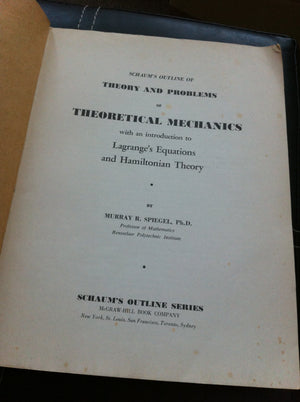 SCHAUM'S OUTLINE OF
THEORY AND PROBLEMS
OF
THEORETICAL MECHANICS
with an introduction to
Lagrange's Equations
and Hamiltonian Theory
BY
MURRAY R. SPIEGEL, Ph.D.
Professor of Mathematics
Rensselaer Polytechnic Institute
SCHAUM'S OUTLINE SERIES
McGRAW-HILL BOOK COMPANY
New York, St. Louis, San Francisco, Toronto, Sydney